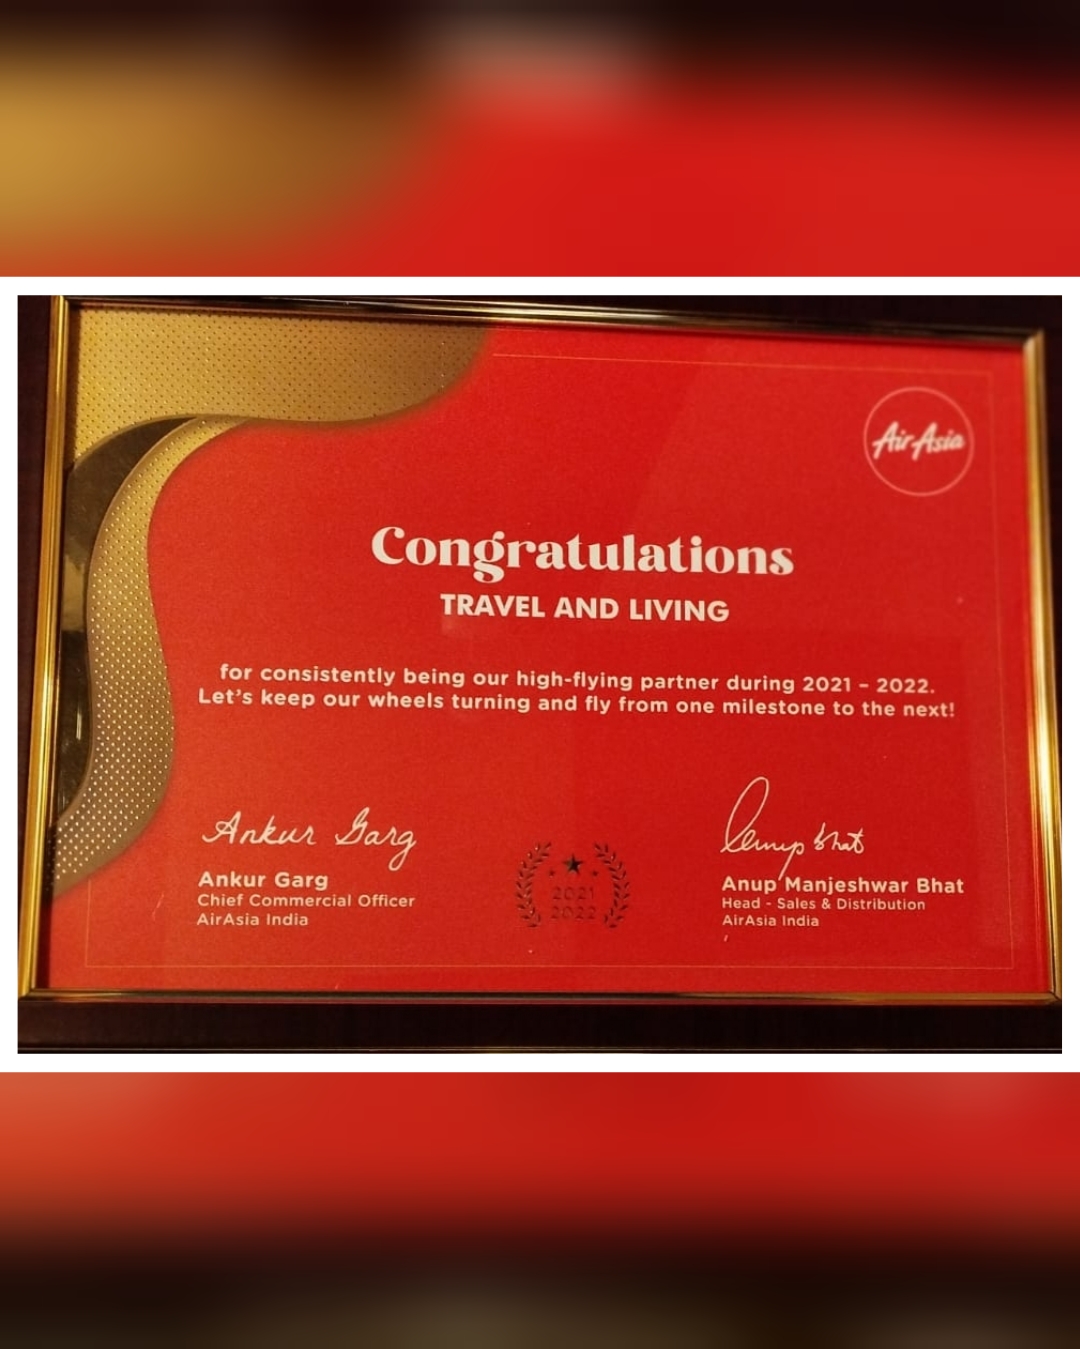 AirAsia
Congratulations
TRAVEL AND LIVING
for consistently being our high-flying partner during 2021 – 2022.
Let's keep our wheels turning and fly from one milestone to the next!
Ankur Garg
Ankur Garg
Chief Commercial Officer
AirAsia India
2021
2022
Anup Bhat
Anup Manjeshwar Bhat
Head - Sales & Distribution
AirAsia India